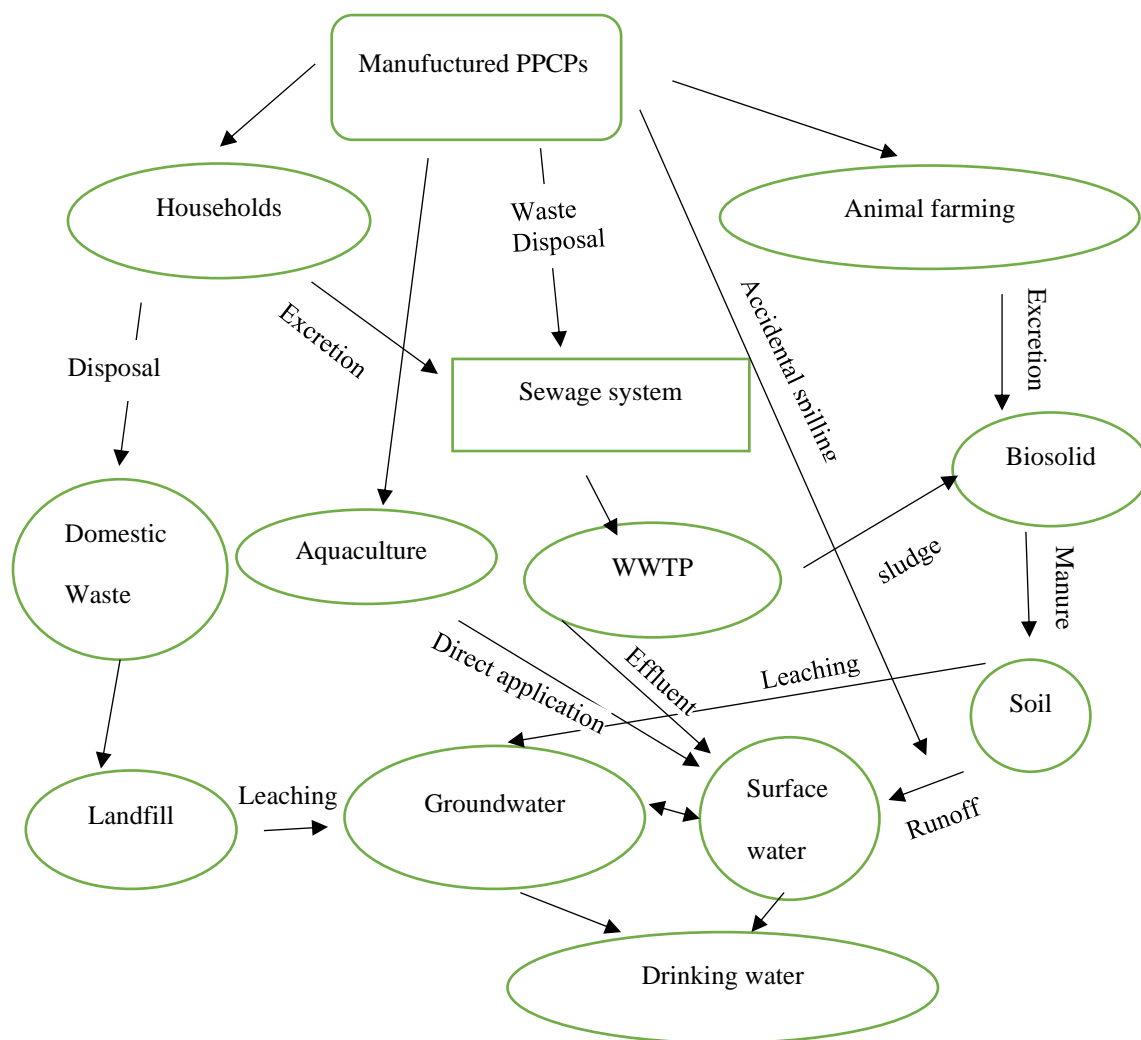 Manufuctured PPCPs
Households
Animal farming
Waste
Disposal
Accidental spilling
Excretion
Excretion
Disposal
Sewage system
Biosolid
Domestic
Waste
Aquaculture
WWTP
sludge
Manure
Direct application
Effluent
Leaching
Soil
Landfill
Leaching
Groundwater
Surface
water
Runoff
Drinking water